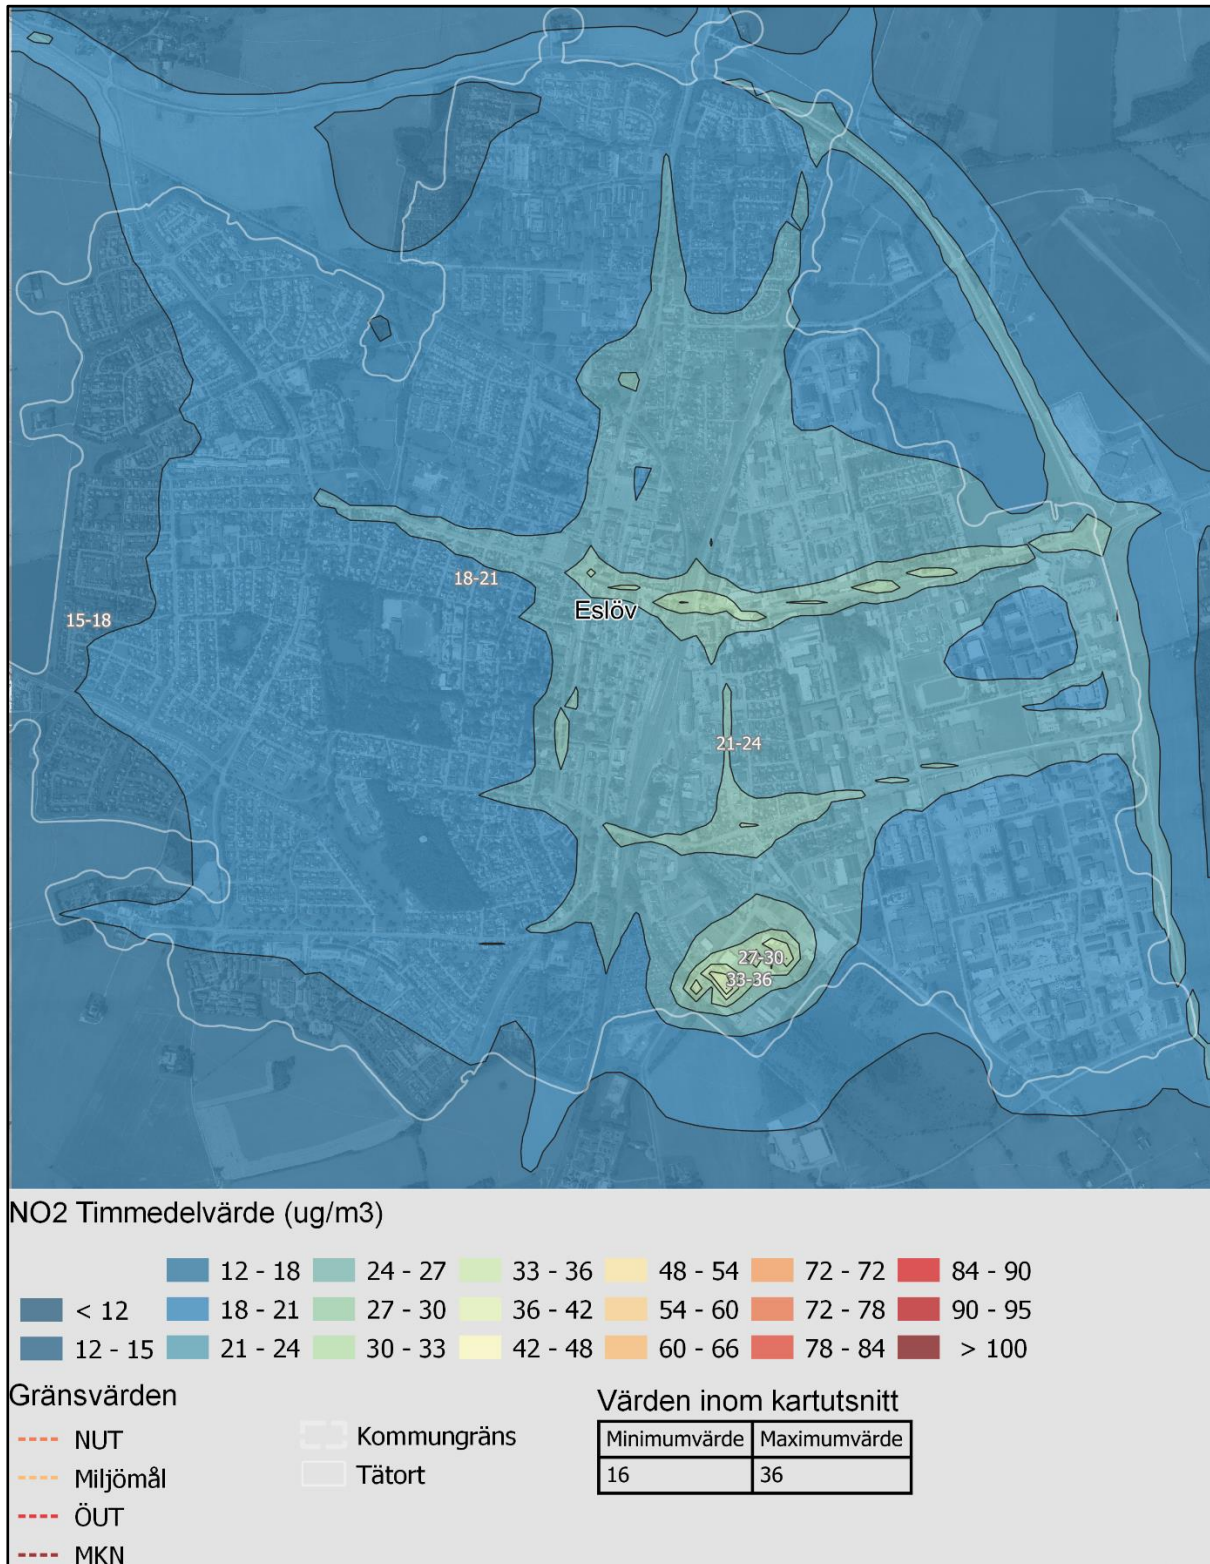 18-21
Eslöv
15-18
21-24
27-30
33-36
NO2 Timmedelvärde (ug/m3)
12 - 18 24 - 27 33 - 36 48 - 54 72 - 72 84 - 90
< 12 27 - 30 36 - 42 54 - 60 72 - 78 90 - 95
18 - 21
12 - 15 21 - 24 30 - 33 42 - 48 60 - 66 78 - 84 > 100
Gränsvärden
NUT
Miljömål
ÖUT
MKN
Kommungräns
Tätort
Värden inom kartutsnitt
Minimumvärde Maximumvärde
16 36